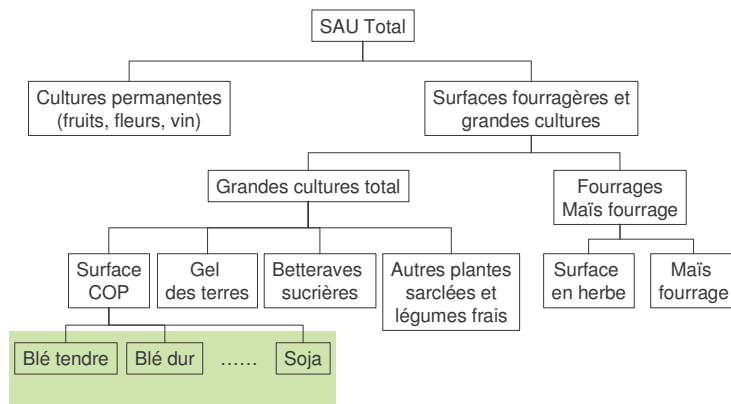 SAU Total
Cultures permanentes
(fruits, fleurs, vin)
Surfaces fourragères et
grandes cultures
Grandes cultures total
Fourrages
Maïs fourrage
Surface
COP
Gel
des terres
Betteraves
sucrières
Autres plantes
sarclées et
légumes frais
Surface
en herbe
Maïs
fourrage
Blé tendre
Blé dur
……
Soja